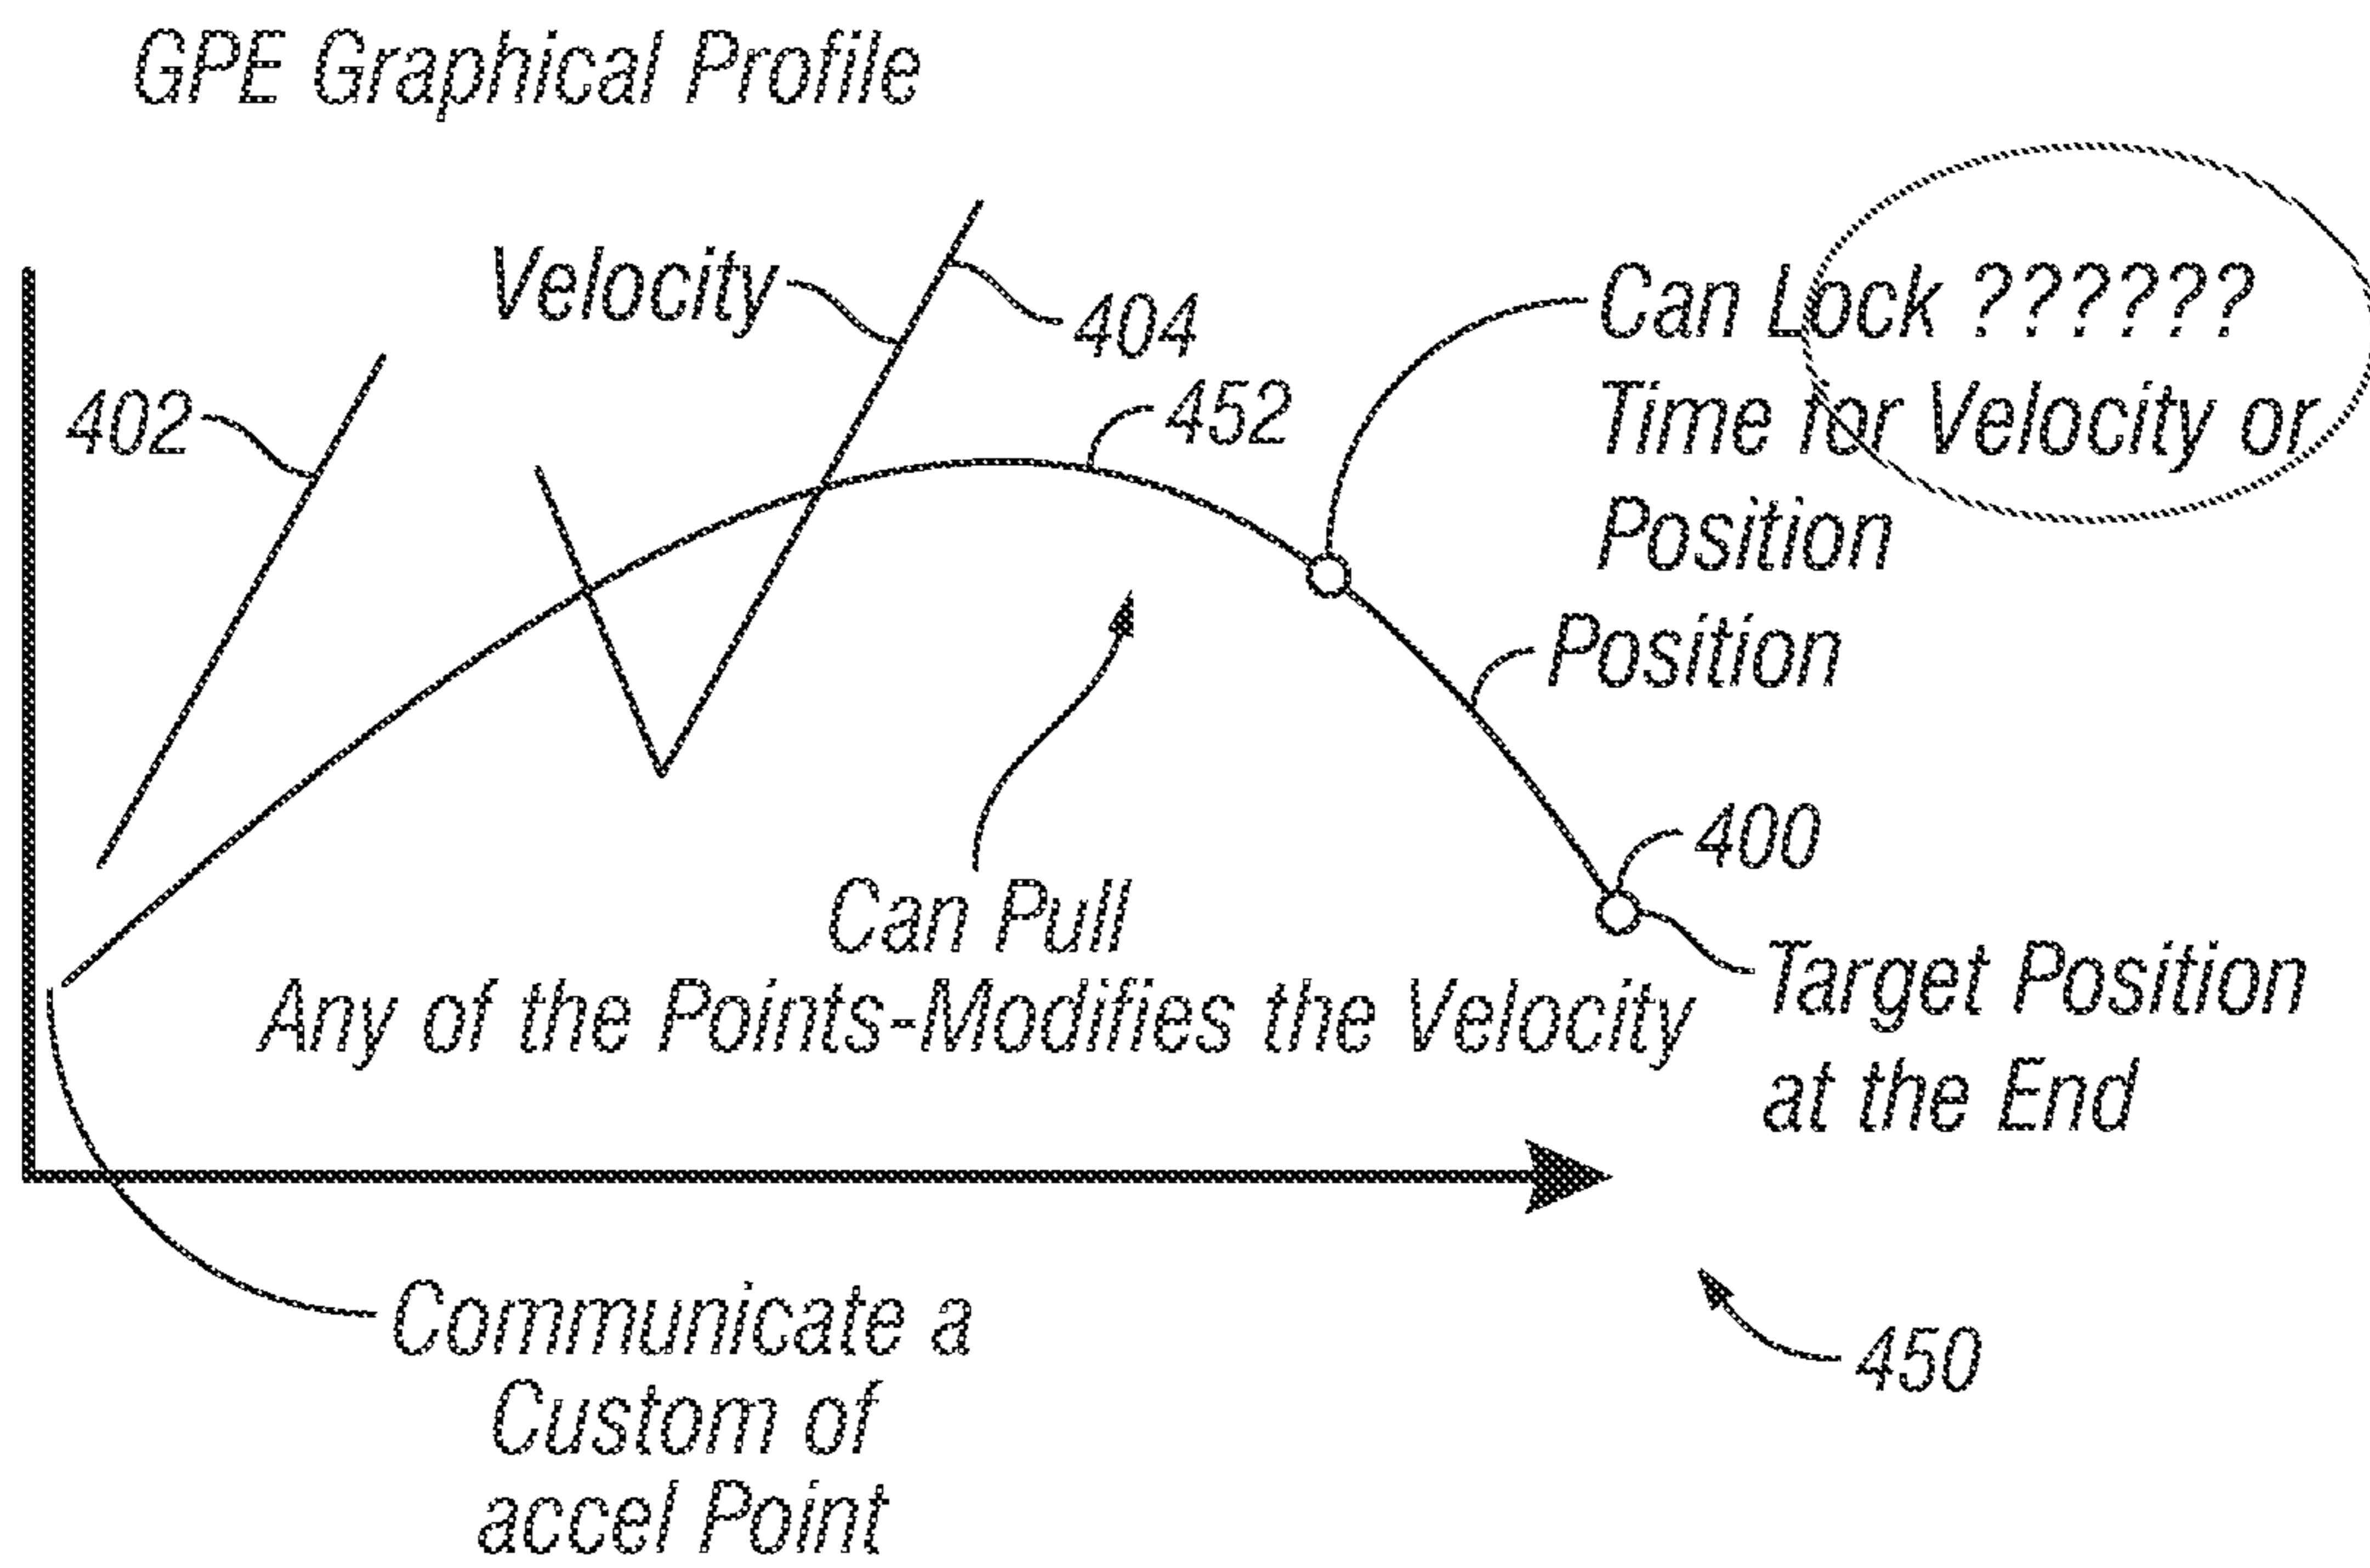 GPE Graphical Profile
Velocity
404
402
452
Can Lock ??????
Time for Velocity or
Position
Position
400
Can Pull
Any of the Points-Modifies the Velocity
Target Position
at the End
Communicate a
Custom of
accel Point
450